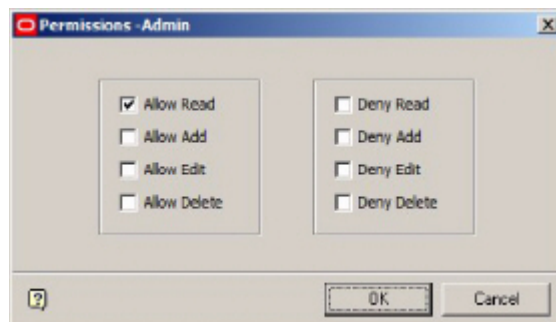 Permissions -Admin
Allow Read
Allow Add
Allow Edit
Allow Delete
Deny Read
Deny Add
Deny Edit
Deny Delete
OK
Cancel